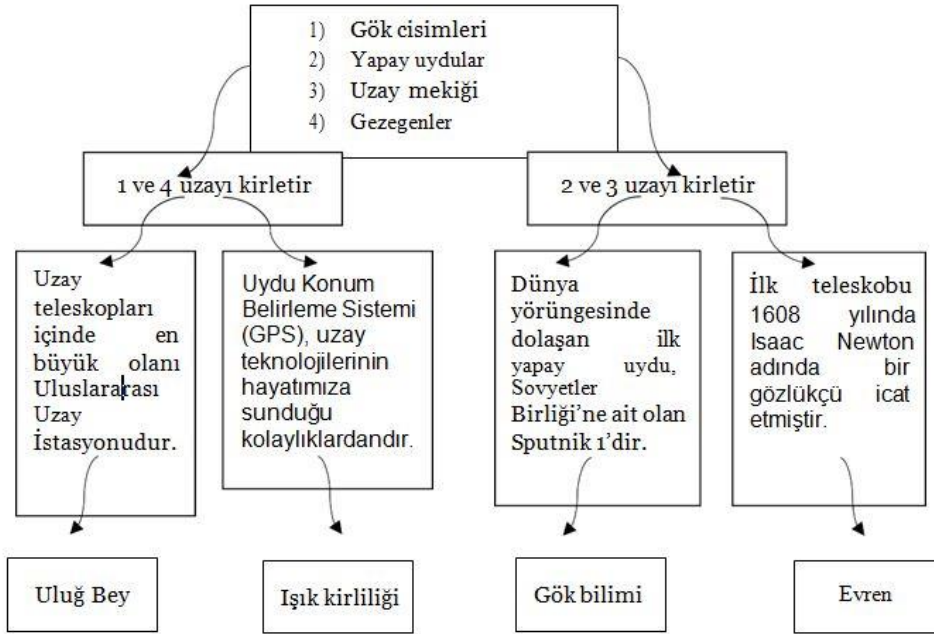 1) Gök cisimleri
2) Yapay uydular
3) Uzay mekiği
4) Gezegenler
1 ve 4 uzayı kirletir
2 ve 3 uzayı kirletir
Uzay
teleskopları
içinde en
büyük olanı
Uluslararası
Uzay
İstasyonudur.
Uydu Konum
Belirleme Sistemi
(GPS), uzay
teknolojilerinin
hayatımıza
sunduğu
kolaylıklardandır.
Dünya
yörüngesinde
dolaşan ilk
yapay uydu,
Sovyetler
Birliği’ne ait olan
Sputnik 1’dir.
İlk teleskobu
1608 yılında
Isaac Newton
adında bir
gözlükçü icat
etmiştir.
Uluğ Bey
Işık kirliliği
Gök bilimi
Evren